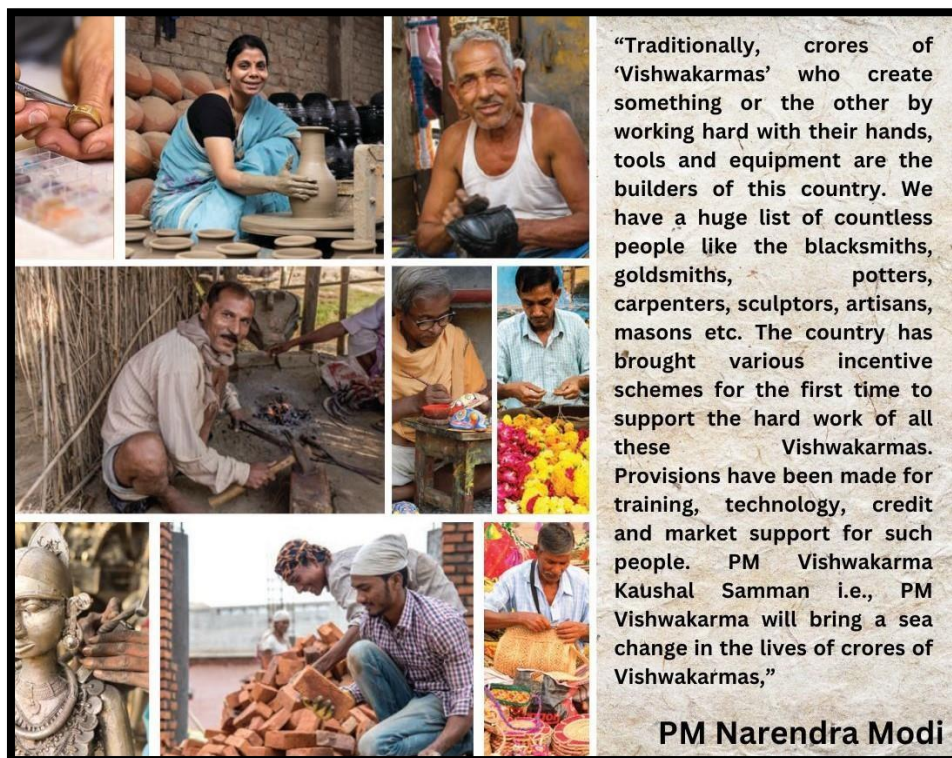 “Traditionally, crores of
‘Vishwakarmas’ who create
something or the other by
working hard with their hands,
tools and equipment are the
builders of this country. We
have a huge list of countless
people like the blacksmiths,
goldsmiths, potters,
carpenters, sculptors, artisans,
masons etc. The country has
brought various incentive
schemes for the first time to
support the hard work of all
these Vishwakarmas.
Provisions have been made for
training, technology, credit
and market support for such
people. PM Vishwakarma
Kaushal Samman i.e., PM
Vishwakarma will bring a sea
change in the lives of crores of
Vishwakarmas,”
PM Narendra Modi